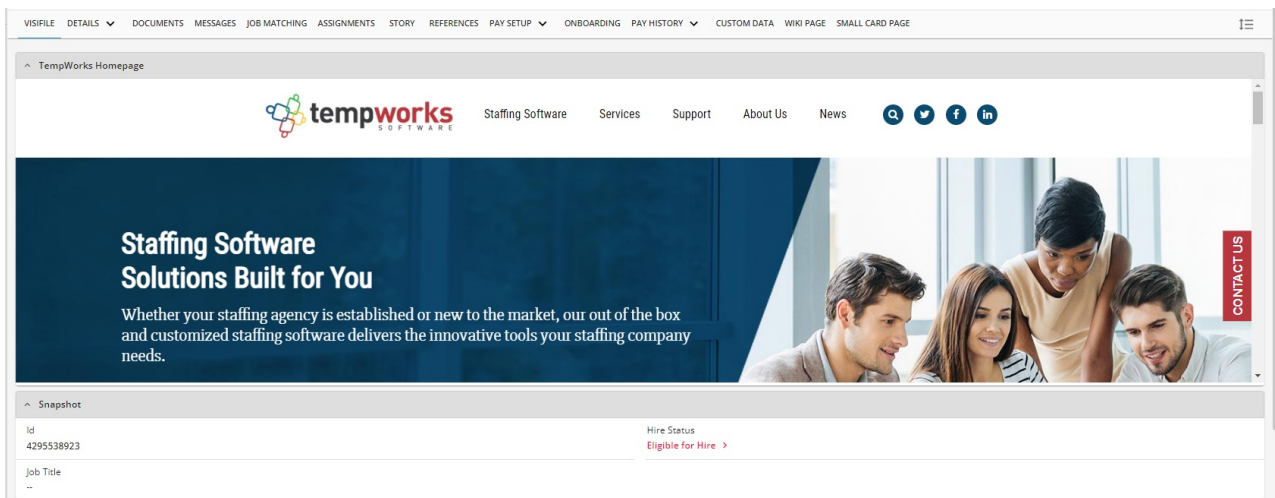 VISIFILE DETAILS DOCUMENTS MESSAGES JOB MATCHING ASSIGNMENTS STORY REFERENCES PAY SETUP ONBOARDING PAY HISTORY CUSTOM DATA WIKI PAGE SMALL CARD PAGE
TempWorks Homepage
tempworks
SOFTWARE
Staffing Software Services Support About Us News
Staffing Software
Solutions Built for You
Whether your staffing agency is established or new to the market, our out of the box
and customized staffing software delivers the innovative tools your staffing company
needs.
CONTACT US
Snapshot
Id
4295538923
Hire Status
Eligible for Hire
Job Title
--